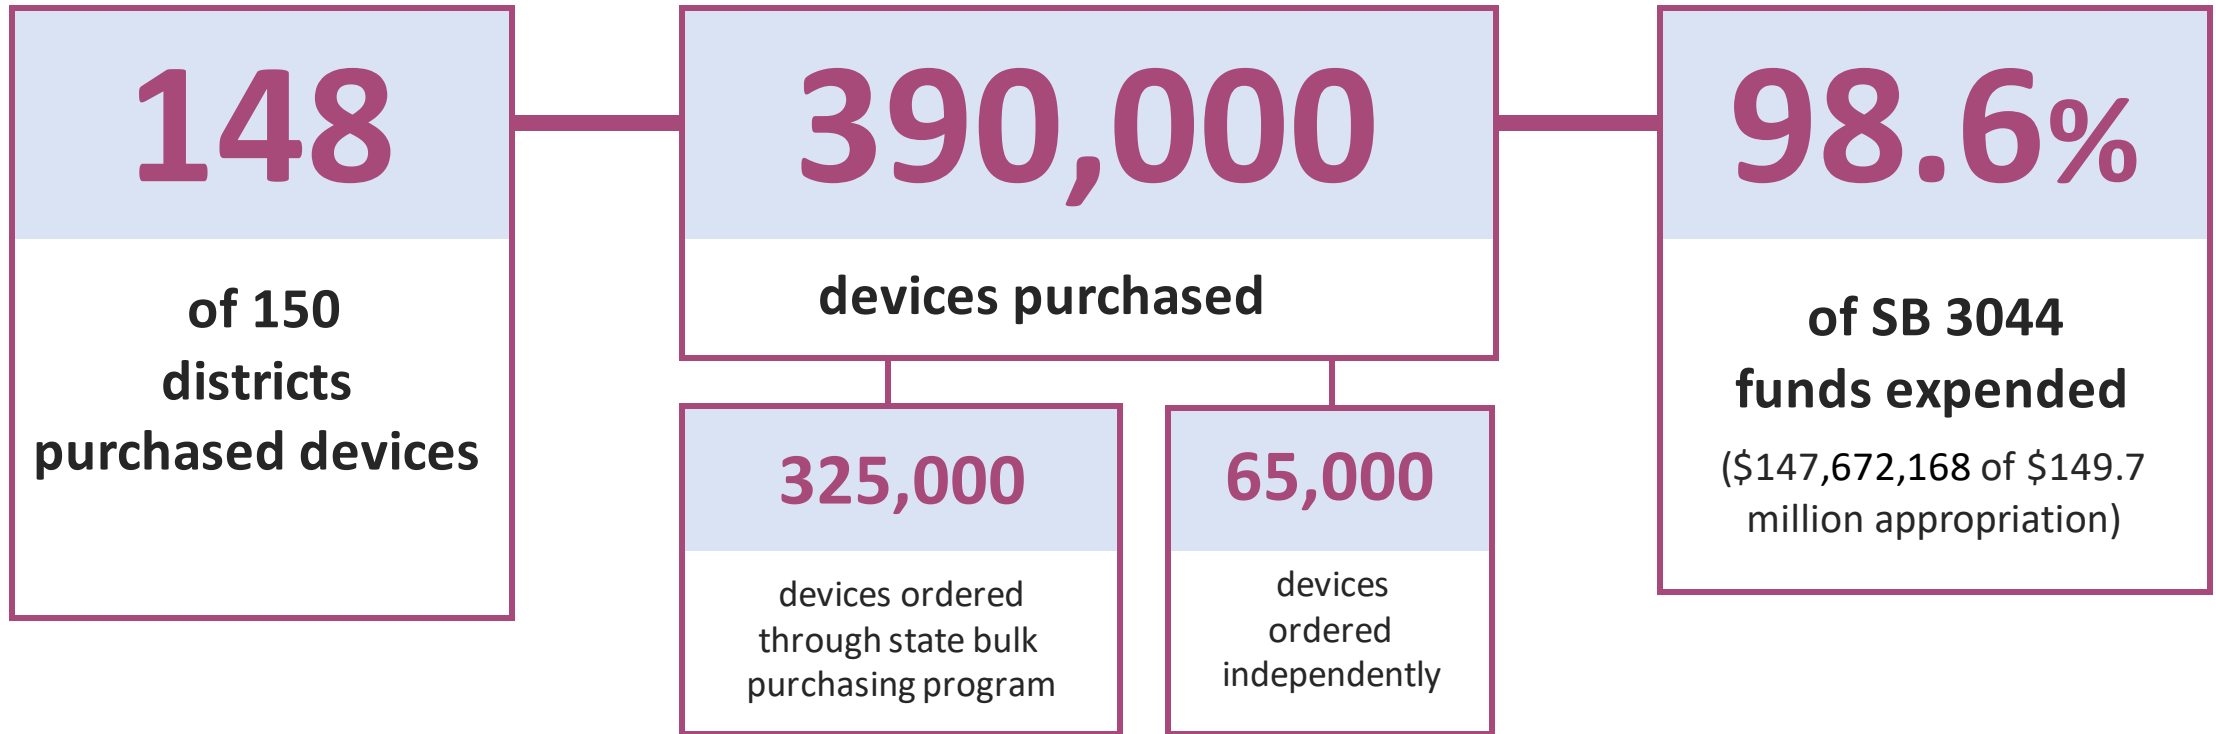 148
of 150
districts
purchased devices
390,000
devices purchased
325,000
devices ordered
through state bulk
purchasing program
65,000
devices
ordered
independently
98.6%
of SB 3044
funds expended
($147,672,168 of $149.7
million appropriation)